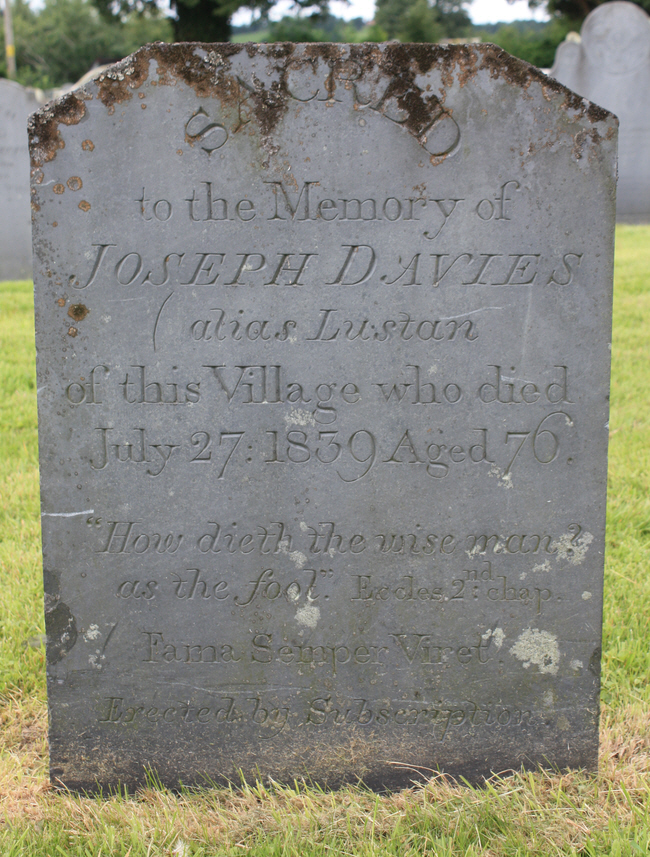 SACRED
to the Memory of
JOSEPH DAVIES
(alias Lustan
of this Village who died
July 27: 1839 Aged 76.
"How dieth the wise man?
as the fool". Eccles. 2nd: chap.
'Fama Semper Viret'.
Erected by Subscription.